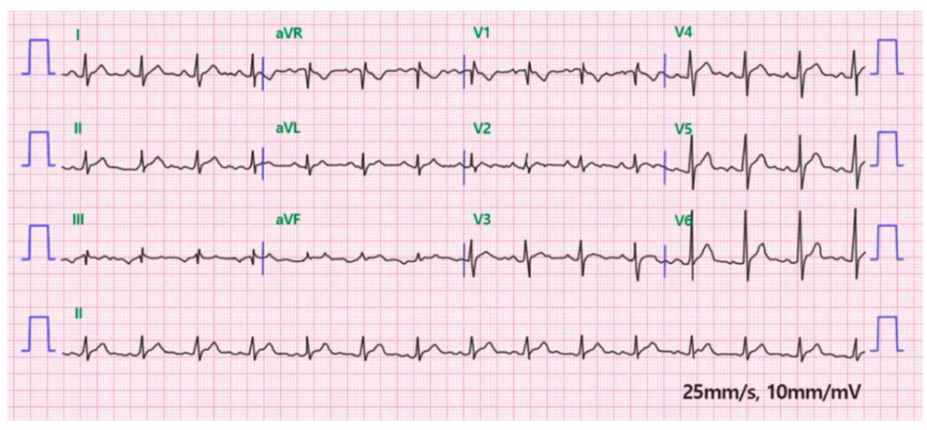 I aVR V1 V4
II aVL V2 V5
III aVF V3 V6
II
25mm/s, 10mm/mV